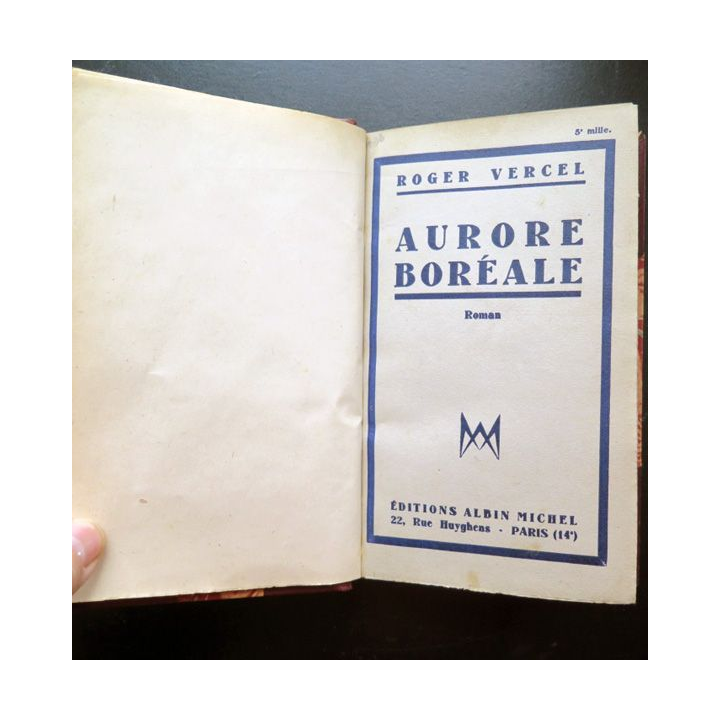 5ᵉ mille.
ROGER VERCEL
AURORE
BORÉALE
Roman
ÉDITIONS ALBIN MICHEL
22, Rue Huyghens - PARIS (14ᵉ)